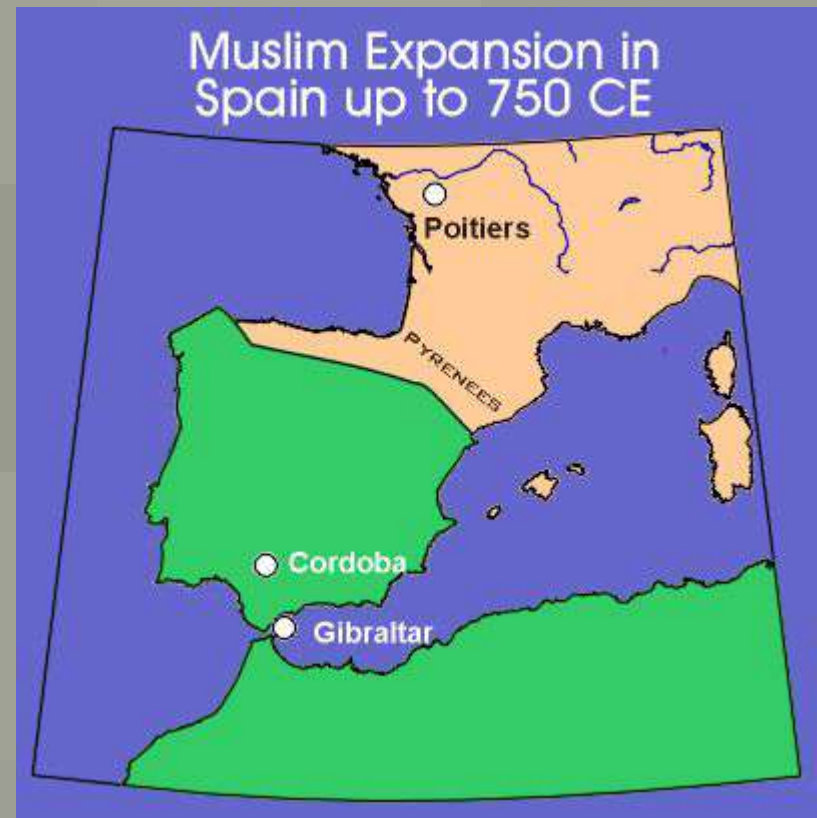 Muslim Expansion in
Spain up to 750 CE
Poitiers
PYRENEES
Cordoba
Gibraltar